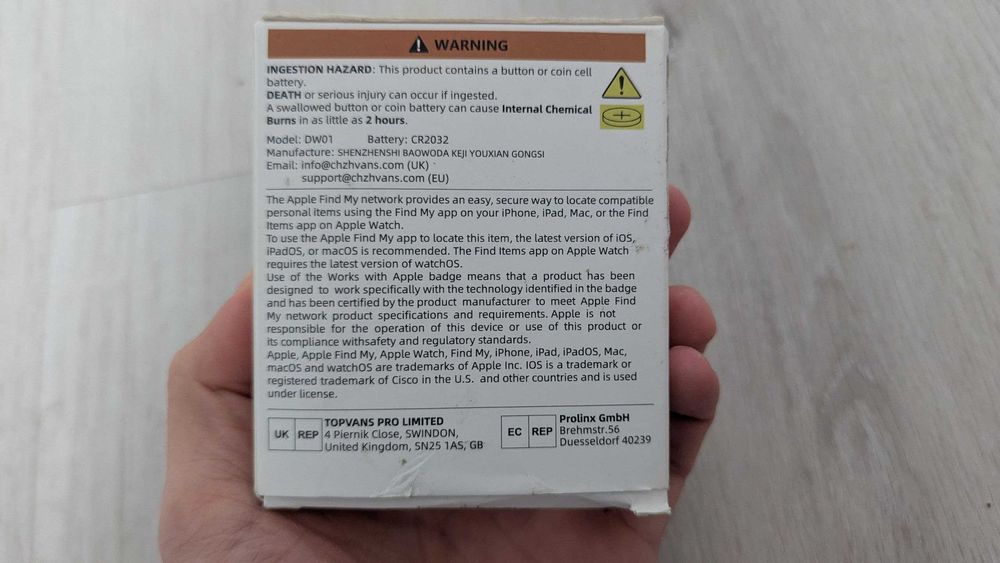 WARNING
INGESTION HAZARD: This product contains a button or coin cell
battery.
DEATH or serious injury can occur if ingested.
A swallowed button or coin battery can cause Internal Chemical
Burns in as little as 2 hours.
Model: DW01 Battery: CR2032
Manufacture: SHENZHENSHI BAOWODA KEJI YOUXIAN GONGSI
Email: info@chzhvans.com (UK)
support@chzhvans.com (EU)
The Apple Find My network provides an easy, secure way to locate compatible
personal items using the Find My app on your iPhone, iPad, Mac, or the Find
Items app on Apple Watch.
To use the Apple Find My app to locate this item, the latest version of iOS,
iPadOS, or macOS is recommended. The Find Items app on Apple Watch
requires the latest version of watchOS.
Use of the Works with Apple badge means that a product has been
designed to work specifically with the technology identified in the badge
and has been certified by the product manufacturer to meet Apple Find
My network product specifications and requirements. Apple is not
responsible for the operation of this device or use of this product or
its compliance withsafety and regulatory standards.
Apple, Apple Find My, Apple Watch, Find My, iPhone, iPad, iPadOS, Mac,
macOS and watchOS are trademarks of Apple Inc. IOS is a trademark or
registered trademark of Cisco in the U.S. and other countries and is used
under license.
UK REP
TOPVANS PRO LIMITED
4 Piernik Close, SWINDON,
United Kingdom, SN25 1AS, GB
EC REP
Prolinx GmbH
Brehmstr.56
Duesseldorf 40239